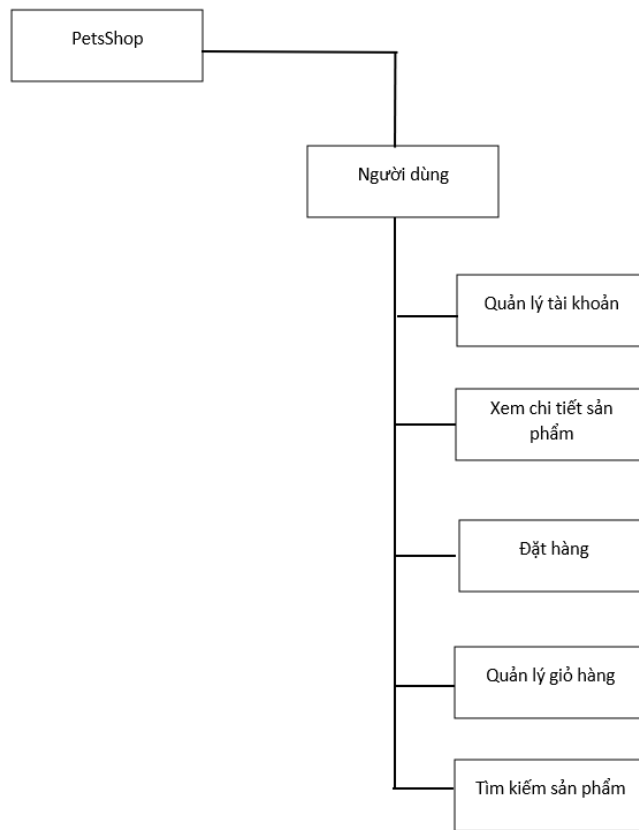 PetsShop
Người dùng
Quản lý tài khoản
Xem chi tiết sản
phẩm
Đặt hàng
Quản lý giỏ hàng
Tìm kiếm sản phẩm